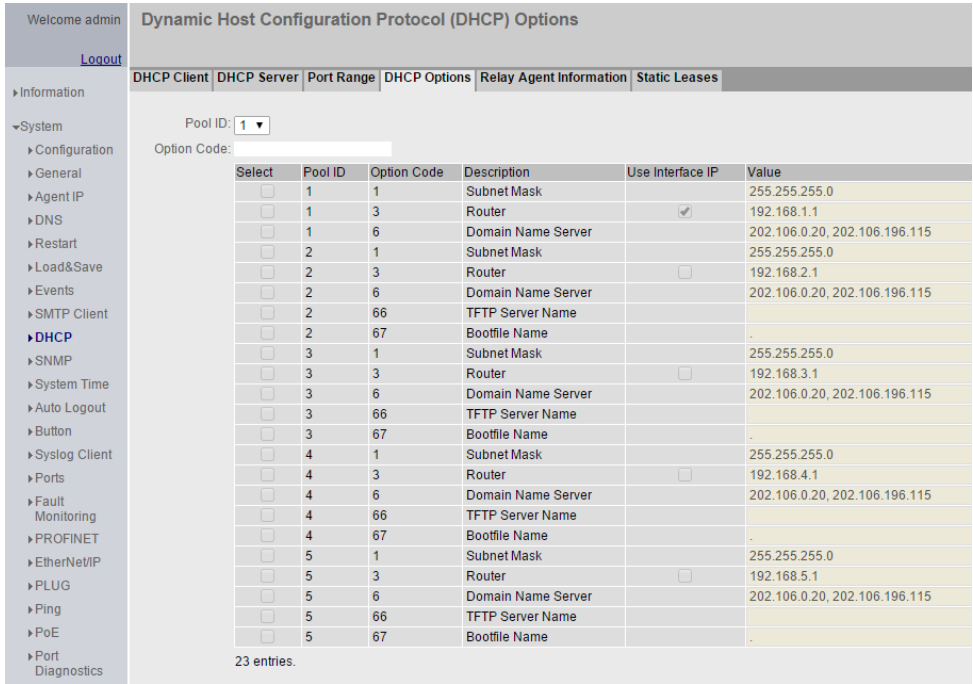 Welcome admin
Logout
Dynamic Host Configuration Protocol (DHCP) Options
DHCP Client DHCP Server Port Range DHCP Options Relay Agent Information Static Leases
Information
System
Configuration
General
Agent IP
DNS
Restart
Load&Save
Events
SMTP Client
DHCP
SNMP
System Time
Auto Logout
Button
Syslog Client
Ports
Fault
Monitoring
PROFINET
EtherNet/IP
PLUG
Ping
PoE
Port
Diagnostics
Pool ID: 1
Option Code:
Select Pool ID Option Code Description Use Interface IP Value
1 1 Subnet Mask 255.255.255.0
1 3 Router 192.168.1.1
1 6 Domain Name Server 202.106.0.20, 202.106.196.115
2 1 Subnet Mask 255.255.255.0
2 3 Router 192.168.2.1
2 6 Domain Name Server 202.106.0.20, 202.106.196.115
2 66 TFTP Server Name
2 67 Bootfile Name .
3 1 Subnet Mask 255.255.255.0
3 3 Router 192.168.3.1
3 6 Domain Name Server 202.106.0.20, 202.106.196.115
3 66 TFTP Server Name
3 67 Bootfile Name .
4 1 Subnet Mask 255.255.255.0
4 3 Router 192.168.4.1
4 6 Domain Name Server 202.106.0.20, 202.106.196.115
4 66 TFTP Server Name
4 67 Bootfile Name .
5 1 Subnet Mask 255.255.255.0
5 3 Router 192.168.5.1
5 6 Domain Name Server 202.106.0.20, 202.106.196.115
5 66 TFTP Server Name
5 67 Bootfile Name .
23 entries.